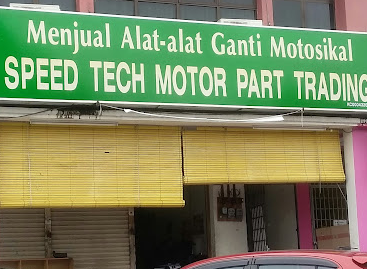 Menjual Alat-alat Ganti Motosikal
SPEED TECH MOTOR PART TRADING